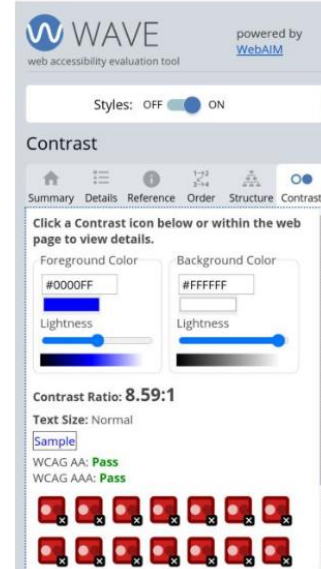 WAVE
web accessibility evaluation tool
powered by
WebAIM
Styles: OFF ON
Contrast
Summary Details Reference Order Structure Contrast
Click a Contrast icon below or within the web
page to view details.
Foreground Color Background Color
#0000FF #FFFFFF
Lightness Lightness
Contrast Ratio: 8.59:1
Text Size: Normal
Sample
WCAG AA: Pass
WCAG AAA: Pass